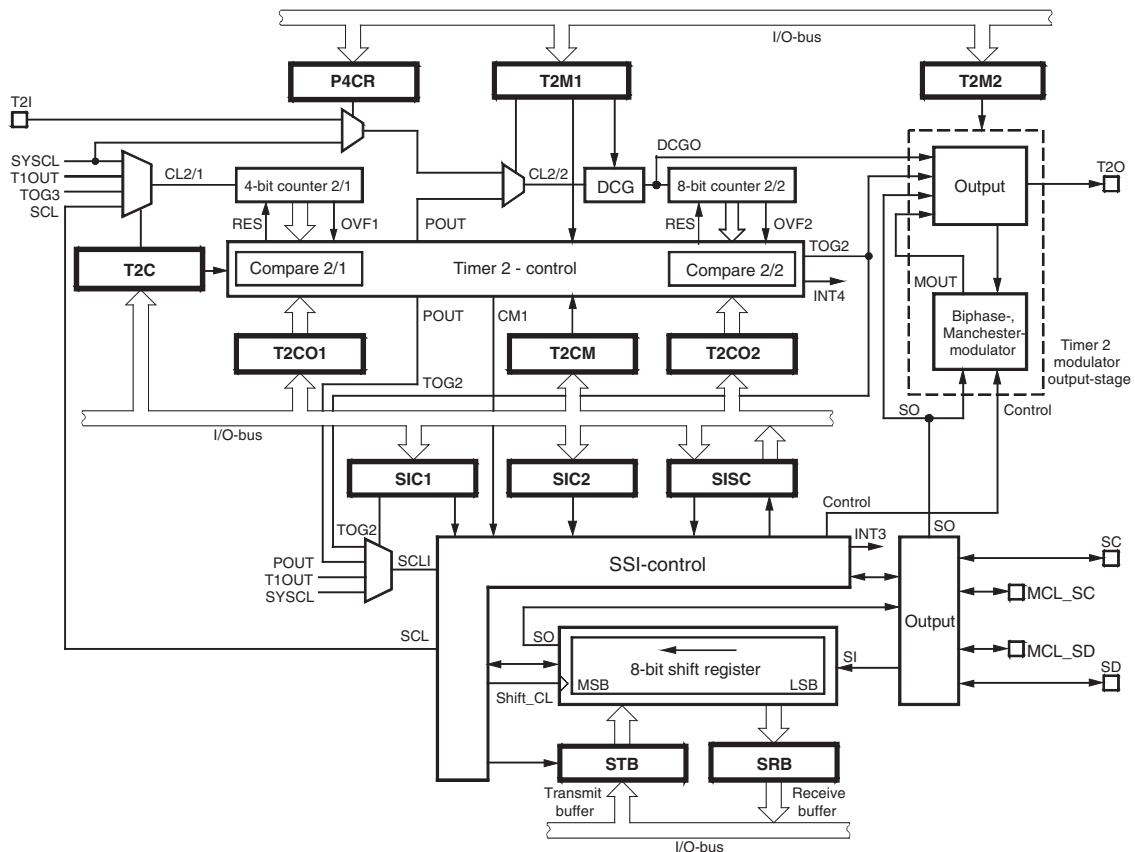 I/O-bus
P4CR
T2M1
T2M2
T2I
SYSCL
T1OUT
TOG3
SCL
CL2/1
4-bit counter 2/1
CL2/2
DCG
DCGO
8-bit counter 2/2
Output
T2O
RES
OVF1
POUT
RES
OVF2
TOG2
T2C
Compare 2/1
Timer 2 - control
Compare 2/2
INT4
MOUT
Biphase-,
Manchester-
modulator
Timer 2
modulator
output-stage
POUT
CM1
T2CO1
T2CM
T2CO2
TOG2
SO
Control
I/O-bus
SIC1
SIC2
SISC
Control
TOG2
POUT
T1OUT
SYSCL
SCLI
SSI-control
INT3
SO
SC
MCL_SC
Output
MCL_SD
SD
SCL
SO
8-bit shift register
MSB
LSB
SI
Shift_CL
STB
SRB
Transmit
buffer
Receive
buffer
I/O-bus